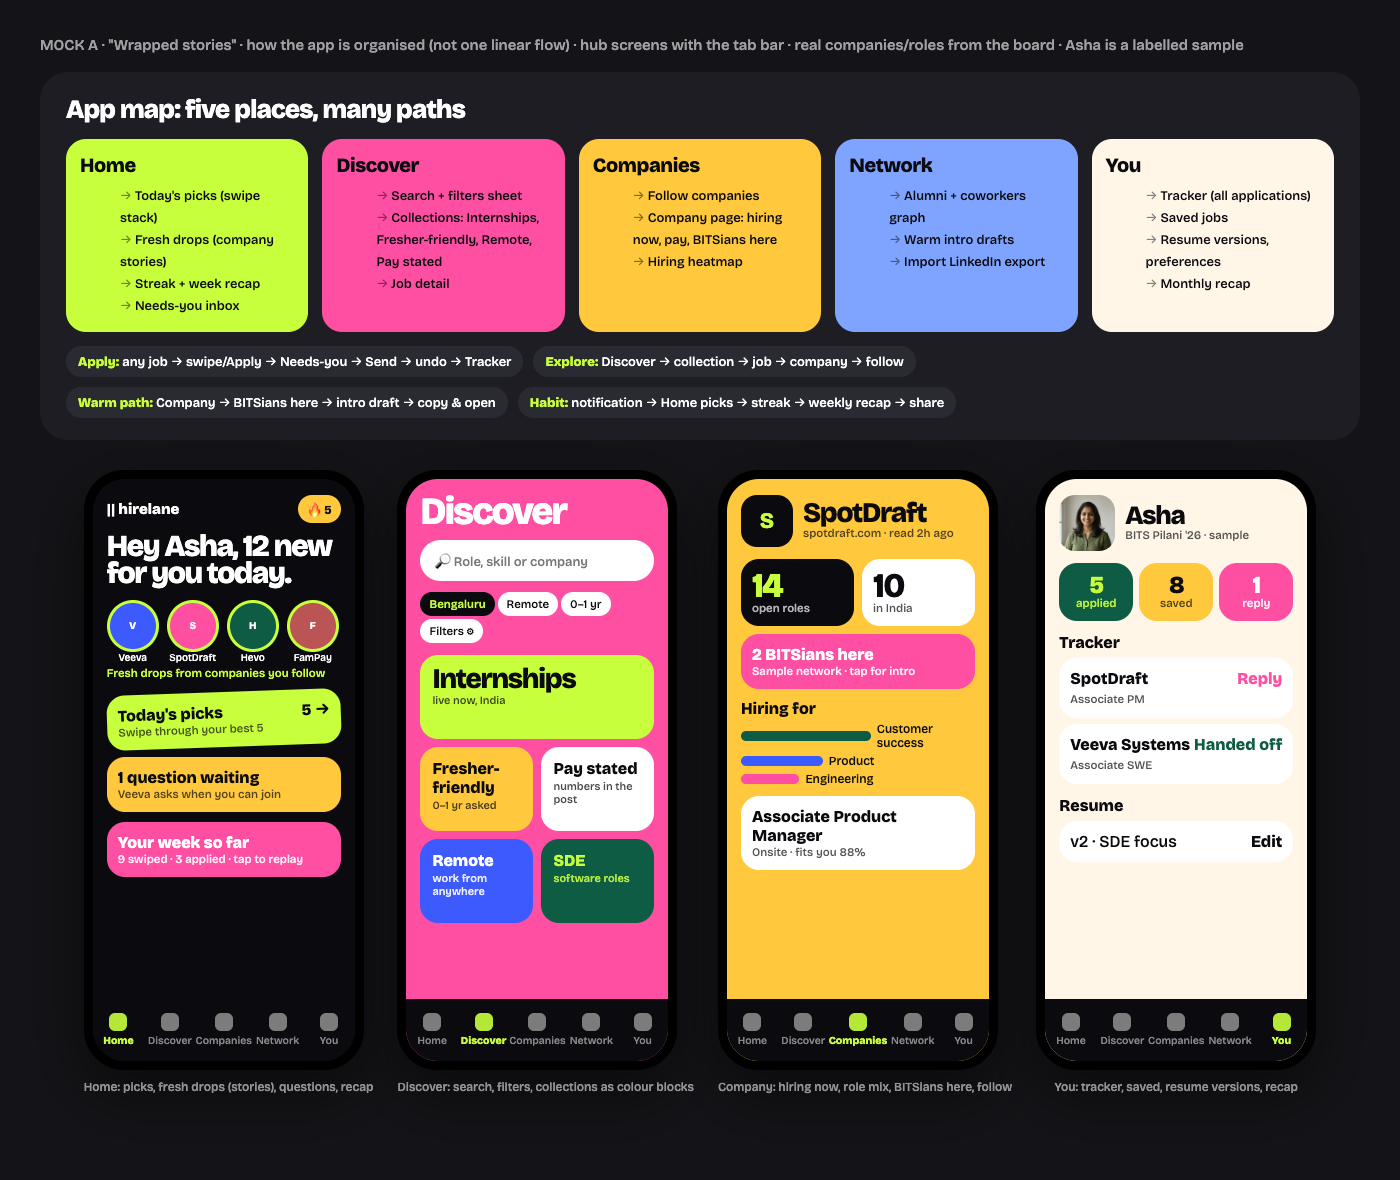 MOCK A · "Wrapped stories" · how the app is organised (not one linear flow) · hub screens with the tab bar · real companies/roles from the board · Asha is a labelled sample
App map: five places, many paths
Home
→ Today's picks (swipe
stack)
→ Fresh drops (company
stories)
→ Streak + week recap
→ Needs-you inbox
Discover
→ Search + filters sheet
→ Collections: Internships,
Fresher-friendly, Remote,
Pay stated
→ Job detail
Companies
→ Follow companies
→ Company page: hiring
now, pay, BITSians here
→ Hiring heatmap
Network
→ Alumni + coworkers
graph
→ Warm intro drafts
→ Import LinkedIn export
You
→ Tracker (all applications)
→ Saved jobs
→ Resume versions,
preferences
→ Monthly recap
Apply: any job → swipe/Apply → Needs-you → Send → undo → Tracker
Explore: Discover → collection → job → company → follow
Warm path: Company → BITSians here → intro draft → copy & open
Habit: notification → Home picks → streak → weekly recap → share
|| hirelane
🔥 5
Hey Asha, 12 new
for you today.
V
S
H
F
Veeva
SpotDraft
Hevo
FamPay
Fresh drops from companies you follow
Today's picks
5 →
Swipe through your best 5
1 question waiting
Veeva asks when you can join
Your week so far
9 swiped · 3 applied · tap to replay
Home
Discover
Companies
Network
You
Home: picks, fresh drops (stories), questions, recap
Discover
🔎 Role, skill or company
Bengaluru
Remote
0–1 yr
Filters ⚙
Internships
live now, India
Fresher-
friendly
0–1 yr asked
Pay stated
numbers in the
post
Remote
work from
anywhere
SDE
software roles
Home
Discover
Companies
Network
You
Discover: search, filters, collections as colour blocks
S
SpotDraft
spotdraft.com · read 2h ago
14
open roles
10
in India
2 BITSians here
Sample network · tap for intro
Hiring for
Customer
success
Product
Engineering
Associate Product
Manager
Onsite · fits you 88%
Home
Discover
Companies
Network
You
Company: hiring now, role mix, BITSians here, follow
Asha
BITS Pilani '26 · sample
5
applied
8
saved
1
reply
Tracker
SpotDraft
Reply
Associate PM
Veeva Systems
Handed off
Associate SWE
Resume
v2 · SDE focus
Edit
Home
Discover
Companies
Network
You
You: tracker, saved, resume versions, recap